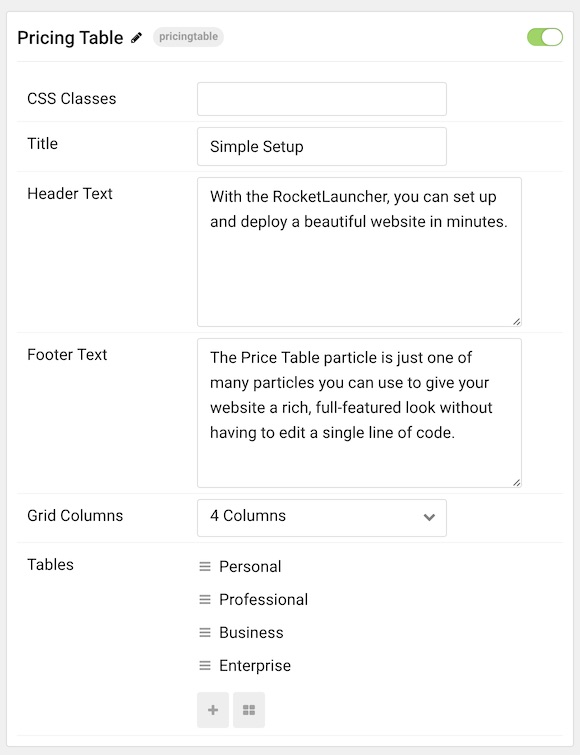 Pricing Table pricingtable
CSS Classes
Title Simple Setup
Header Text With the RocketLauncher, you can set up
and deploy a beautiful website in minutes.
Footer Text The Price Table particle is just one of
many particles you can use to give your
website a rich, full-featured look without
having to edit a single line of code.
Grid Columns 4 Columns
Tables Personal
Professional
Business
Enterprise